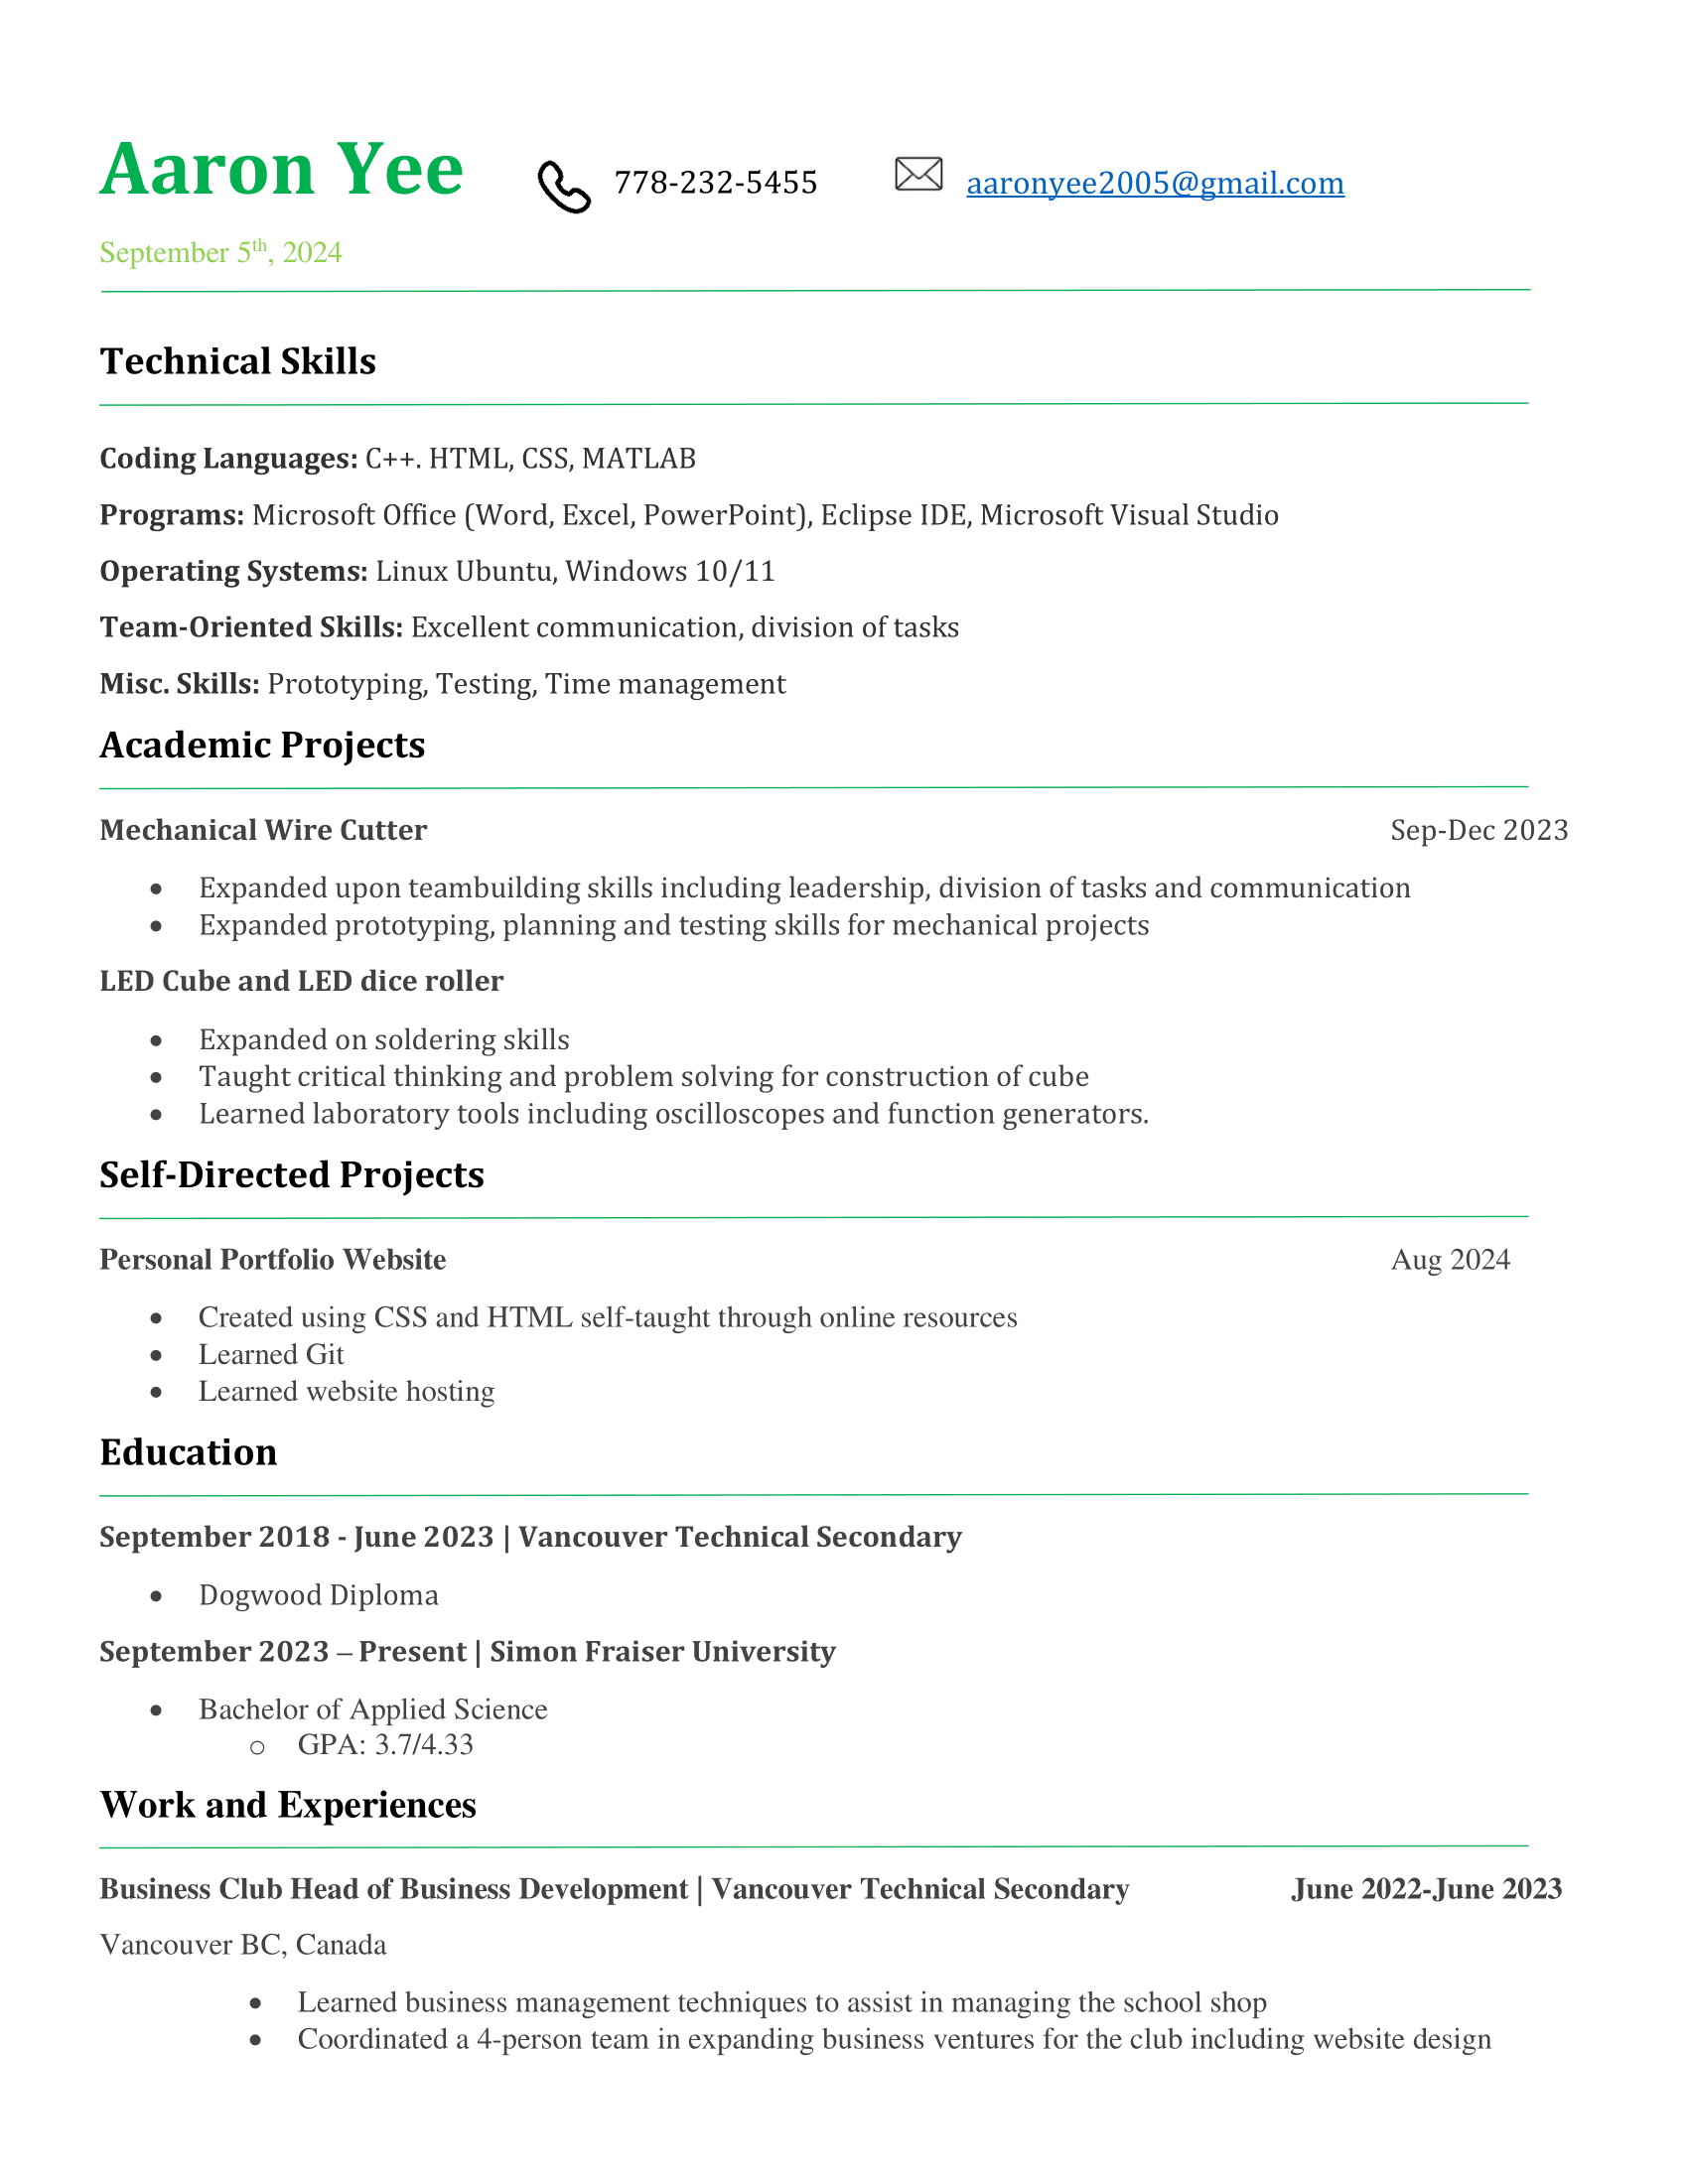 Aaron Yee 778-232-5455 aaronyee2005@gmail.com
September 5th, 2024
Technical Skills
Coding Languages: C++. HTML, CSS, MATLAB
Programs: Microsoft Office (Word, Excel, PowerPoint), Eclipse IDE, Microsoft Visual Studio
Operating Systems: Linux Ubuntu, Windows 10/11
Team-Oriented Skills: Excellent communication, division of tasks
Misc. Skills: Prototyping, Testing, Time management
Academic Projects
Mechanical Wire Cutter Sep-Dec 2023
• Expanded upon teambuilding skills including leadership, division of tasks and communication
• Expanded prototyping, planning and testing skills for mechanical projects
LED Cube and LED dice roller
• Expanded on soldering skills
• Taught critical thinking and problem solving for construction of cube
• Learned laboratory tools including oscilloscopes and function generators.
Self-Directed Projects
Personal Portfolio Website Aug 2024
• Created using CSS and HTML self-taught through online resources
• Learned Git
• Learned website hosting
Education
September 2018 - June 2023 | Vancouver Technical Secondary
• Dogwood Diploma
September 2023 – Present | Simon Fraiser University
• Bachelor of Applied Science
o GPA: 3.7/4.33
Work and Experiences
Business Club Head of Business Development | Vancouver Technical Secondary June 2022-June 2023
Vancouver BC, Canada
• Learned business management techniques to assist in managing the school shop
• Coordinated a 4-person team in expanding business ventures for the club including website design